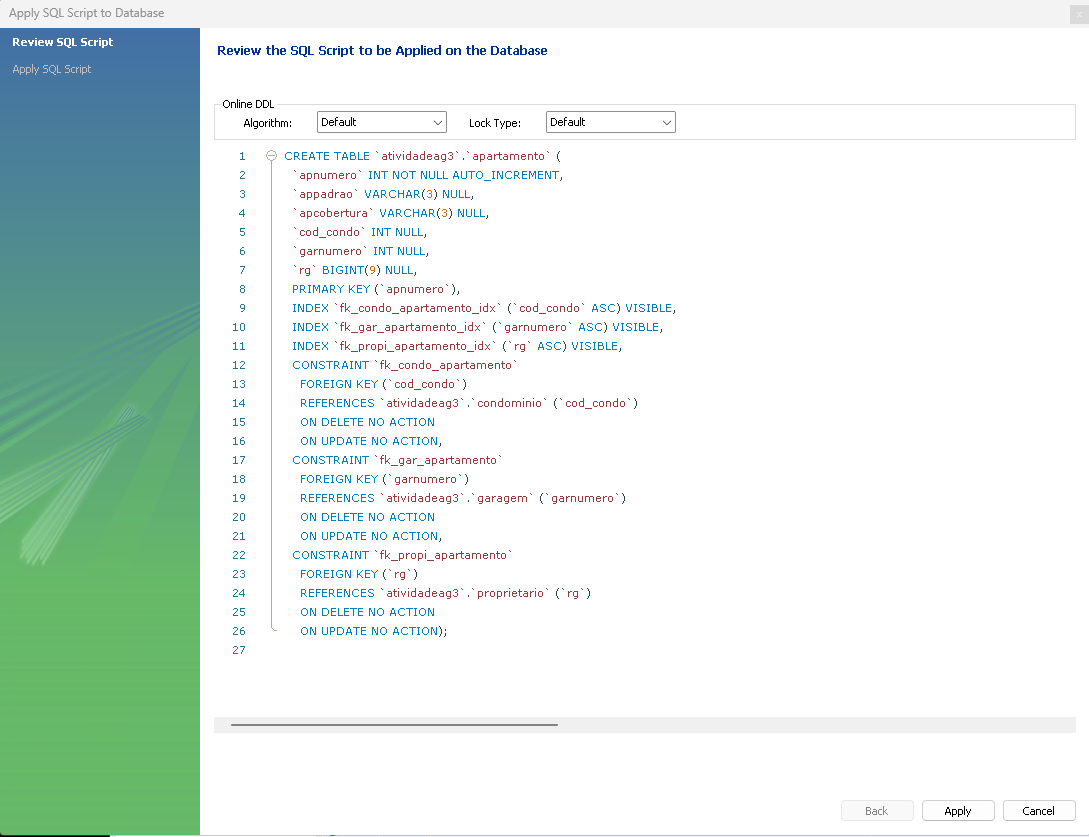 Apply SQL Script to Database
Review SQL Script
Apply SQL Script
Review the SQL Script to be Applied on the Database
Online DDL
Algorithm: Default Lock Type: Default
1 CREATE TABLE `atividadeag3`.`apartamento` (
2 `apnumero` INT NOT NULL AUTO_INCREMENT,
3 `appadrao` VARCHAR(3) NULL,
4 `apcobertura` VARCHAR(3) NULL,
5 `cod_condo` INT NULL,
6 `garnumero` INT NULL,
7 `rg` BIGINT(9) NULL,
8 PRIMARY KEY (`apnumero`),
9 INDEX `fk_condo_apartamento_idx` (`cod_condo` ASC) VISIBLE,
10 INDEX `fk_gar_apartamento_idx` (`garnumero` ASC) VISIBLE,
11 INDEX `fk_propi_apartamento_idx` (`rg` ASC) VISIBLE,
12 CONSTRAINT `fk_condo_apartamento`
13 FOREIGN KEY (`cod_condo`)
14 REFERENCES `atividadeag3`.`condominio` (`cod_condo`)
15 ON DELETE NO ACTION
16 ON UPDATE NO ACTION,
17 CONSTRAINT `fk_gar_apartamento`
18 FOREIGN KEY (`garnumero`)
19 REFERENCES `atividadeag3`.`garagem` (`garnumero`)
20 ON DELETE NO ACTION
21 ON UPDATE NO ACTION,
22 CONSTRAINT `fk_propi_apartamento`
23 FOREIGN KEY (`rg`)
24 REFERENCES `atividadeag3`.`proprietario` (`rg`)
25 ON DELETE NO ACTION
26 ON UPDATE NO ACTION);
27
Back Apply Cancel